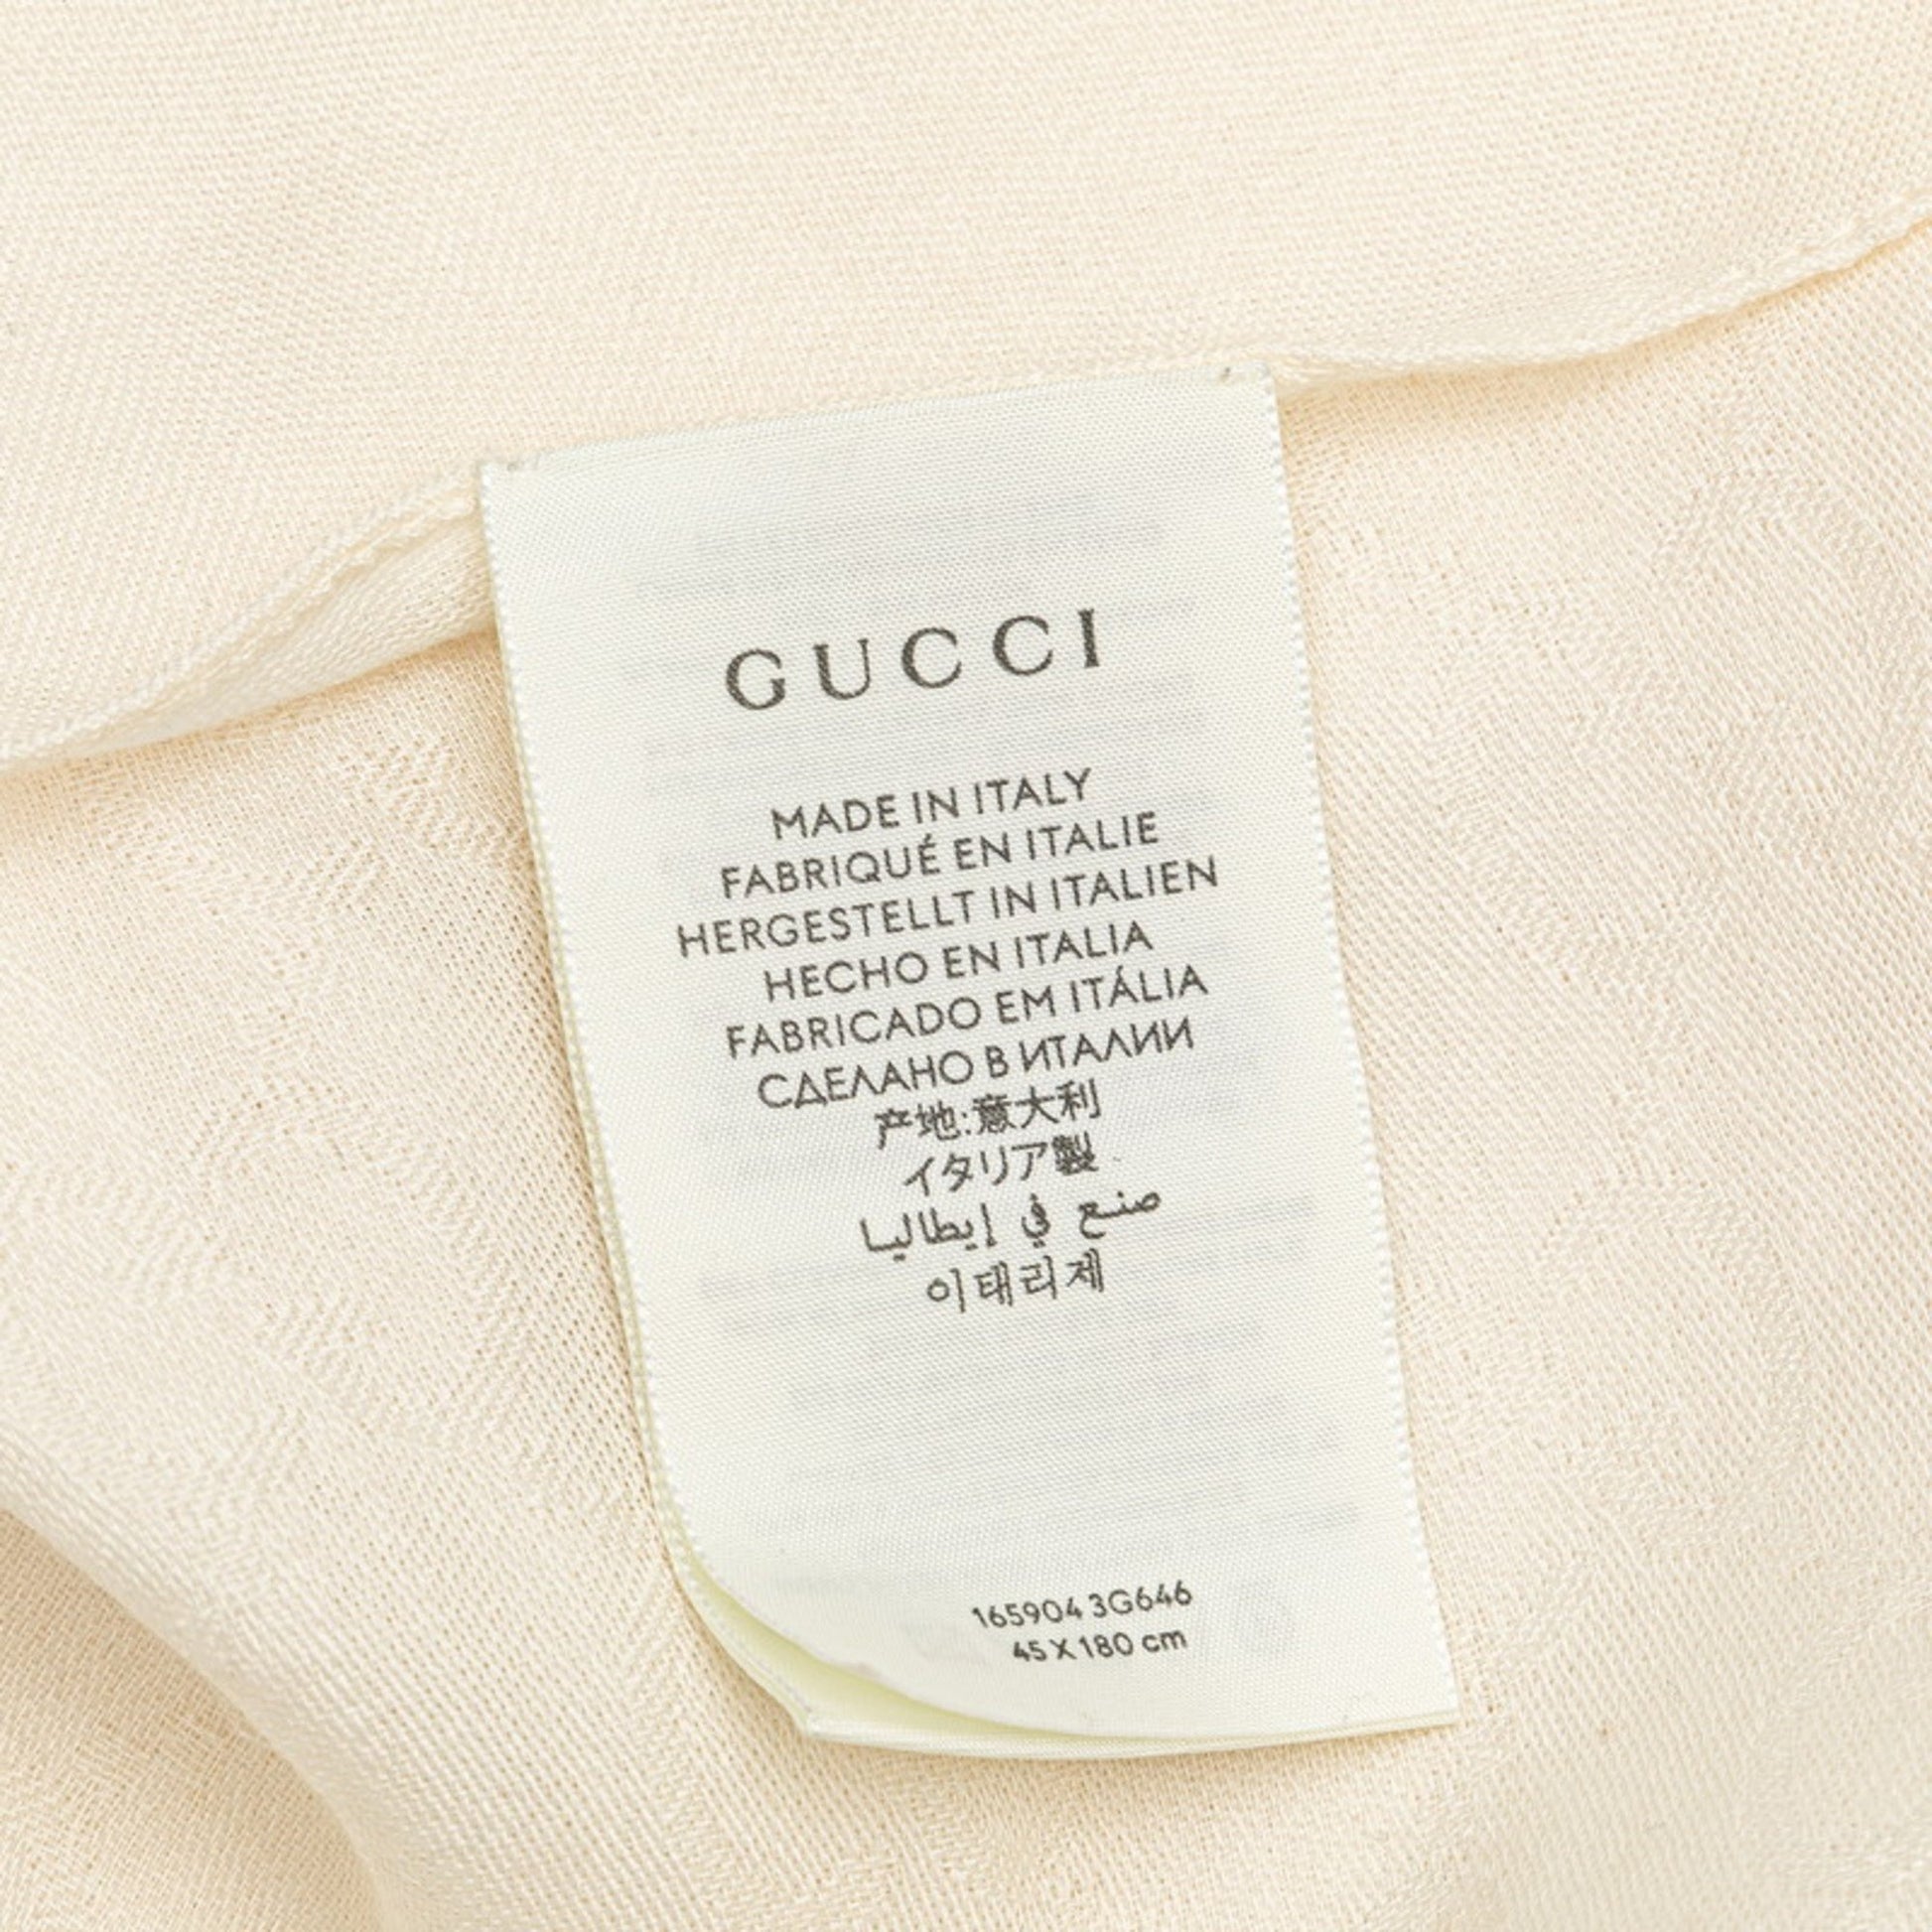 GUCCI
MADE IN ITALY
FABRIQUÉ EN ITALIE
HERGESTELLT IN ITALIEN
HECHO EN ITALIA
FABRICADO EM ITÁLIA
СДЕЛАНО В ИТАЛИИ
产地:意大利
イタリア製
صنع في إيطاليا
이태리제
165904 3G646
45 X 180 cm